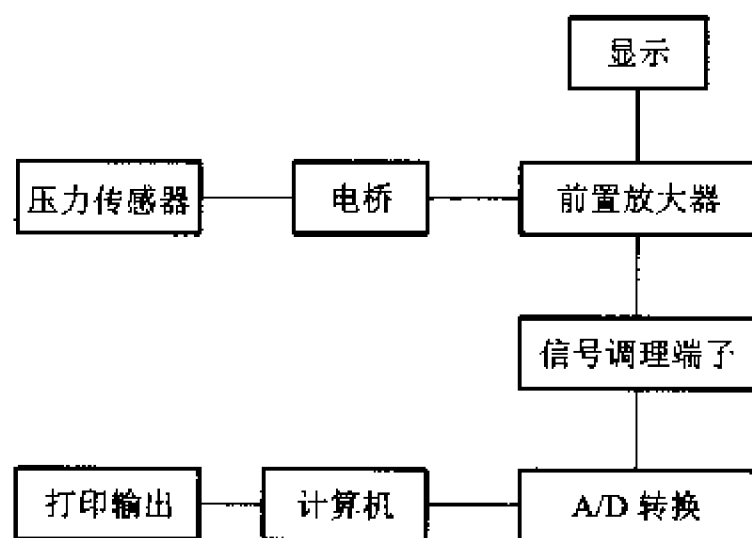 显示
压力传感器
电桥
前置放大器
信号调理端子
打印输出
计算机
A/D 转换